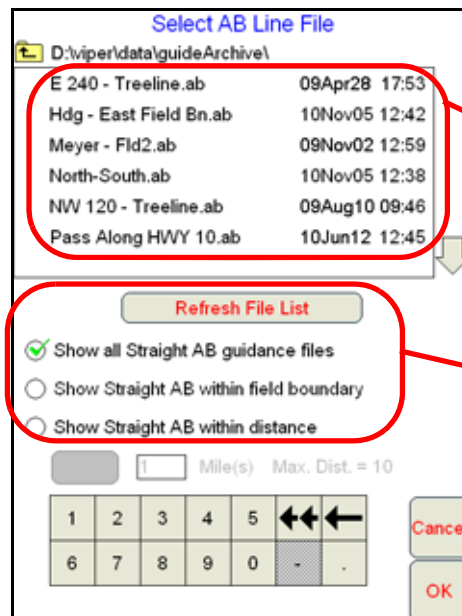 Select AB Line File
D:\viper\data\guideArchive\
E 240 - Treeline.ab 09Apr28 17:53
Hdg - East Field Bn.ab 10Nov05 12:42
Meyer - Fld2.ab 09Nov02 12:59
North-South.ab 10Nov05 12:38
NW 120 - Treeline.ab 09Aug10 09:46
Pass Along HWY 10.ab 10Jun12 12:45
Refresh File List
Show all Straight AB guidance files
Show Straight AB within field boundary
Show Straight AB within distance
1 Mile(s) Max. Dist. = 10
1 2 3 4 5
6 7 8 9 0 - .
Cance
OK